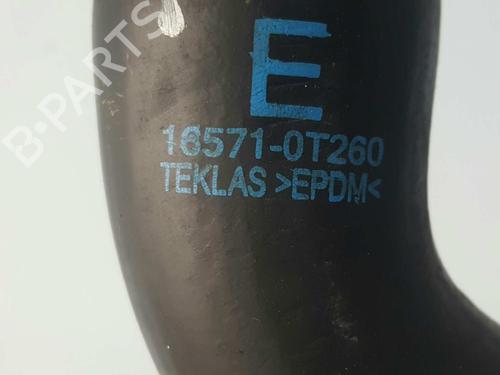 B-PARTS
E
16571-0T260
TEKLAS >EPDM<